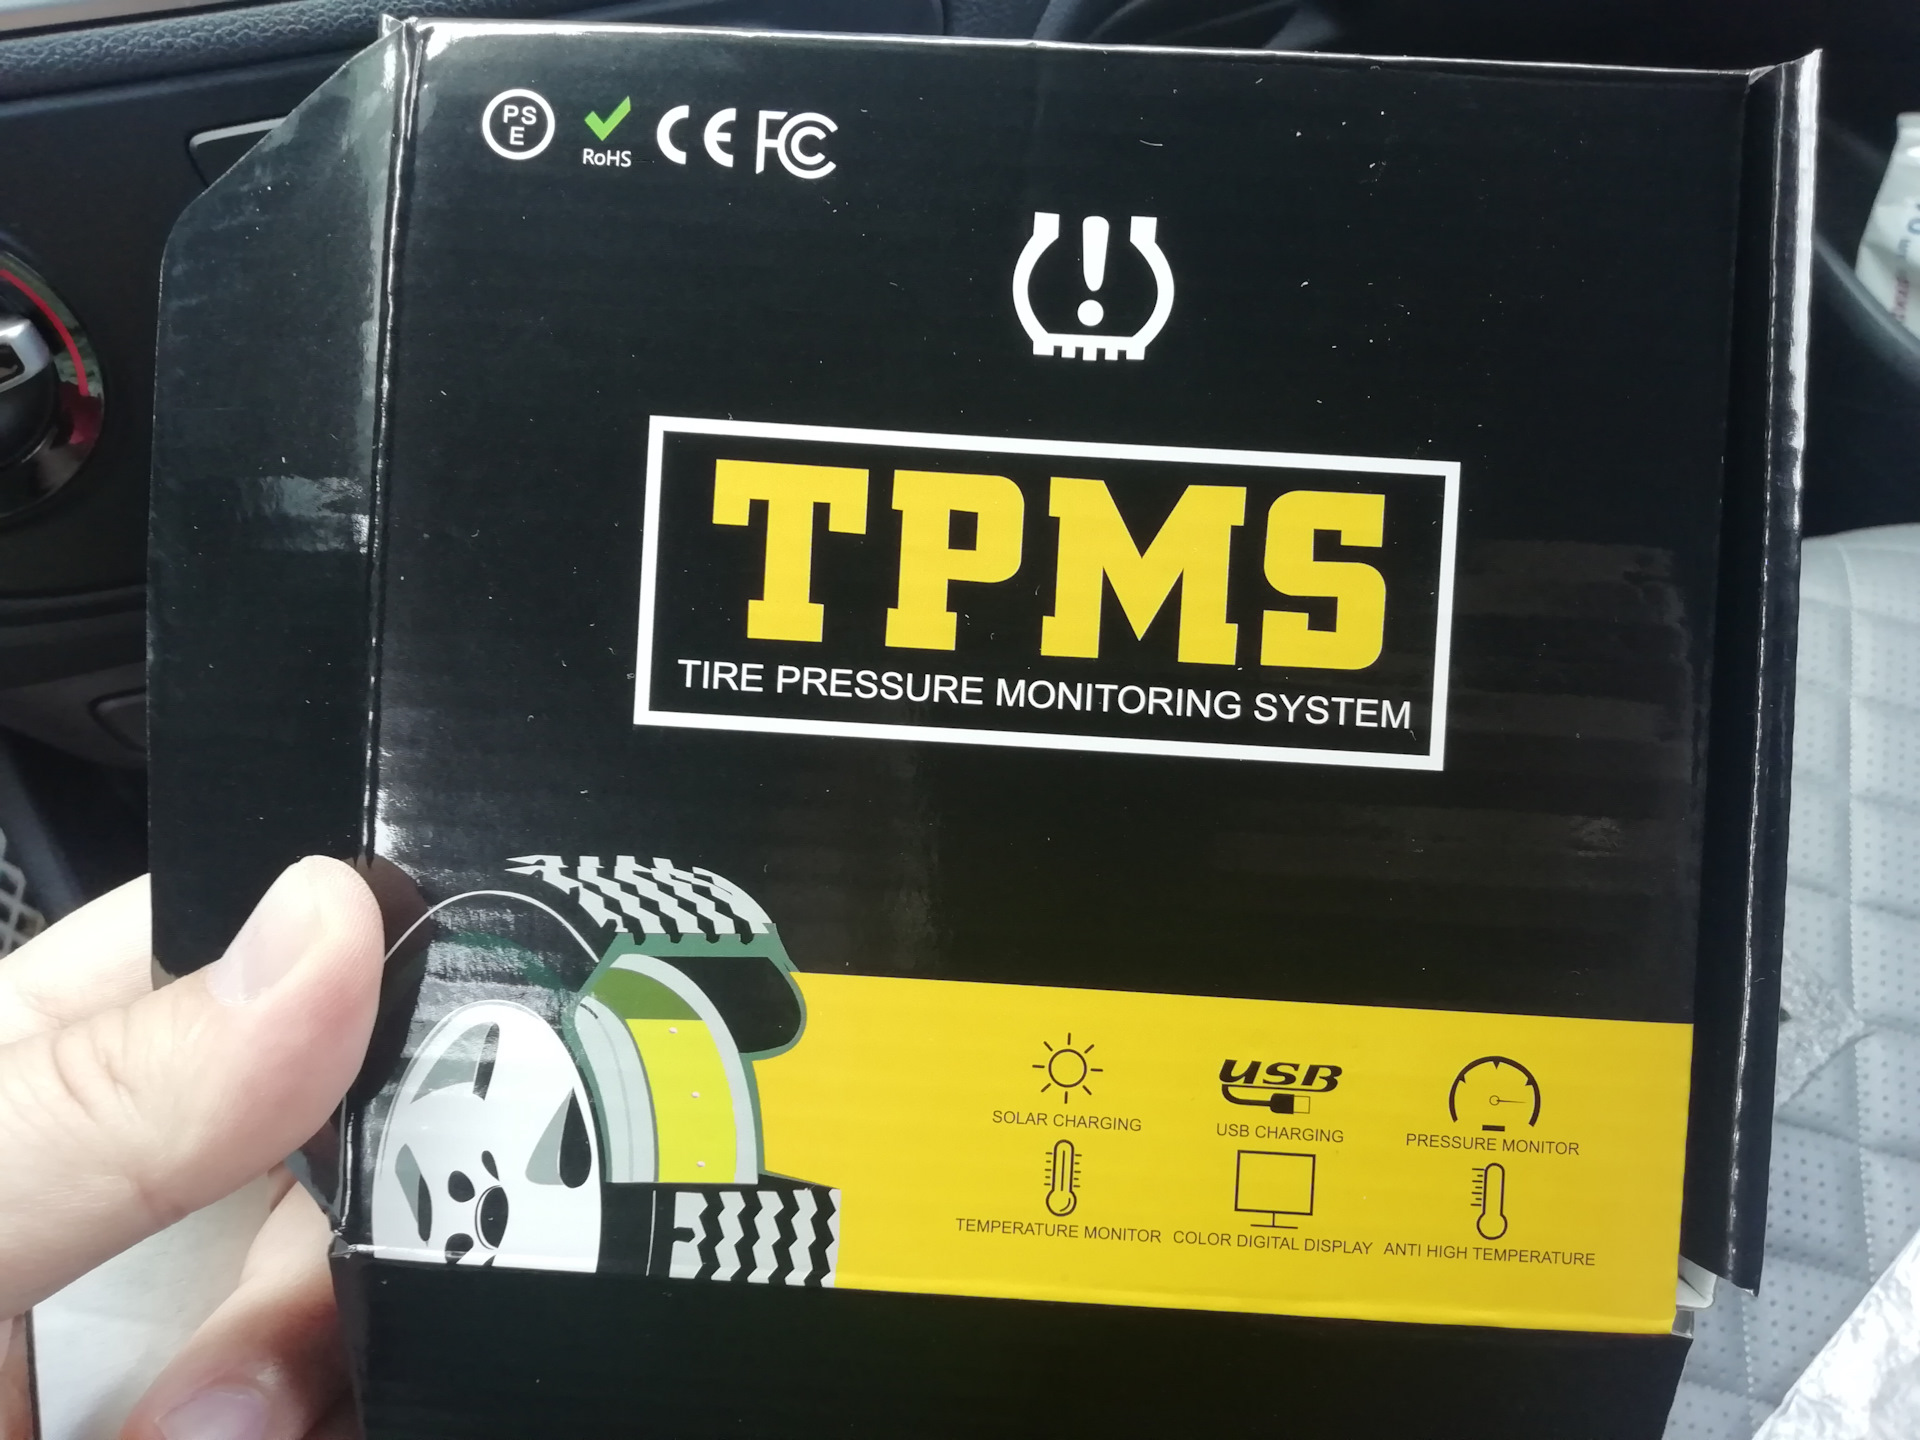 PS
E
RoHS
CE FC
TPMS
TIRE PRESSURE MONITORING SYSTEM
USB
SOLAR CHARGING
USB CHARGING
PRESSURE MONITOR
TEMPERATURE MONITOR
COLOR DIGITAL DISPLAY
ANTI HIGH TEMPERATURE